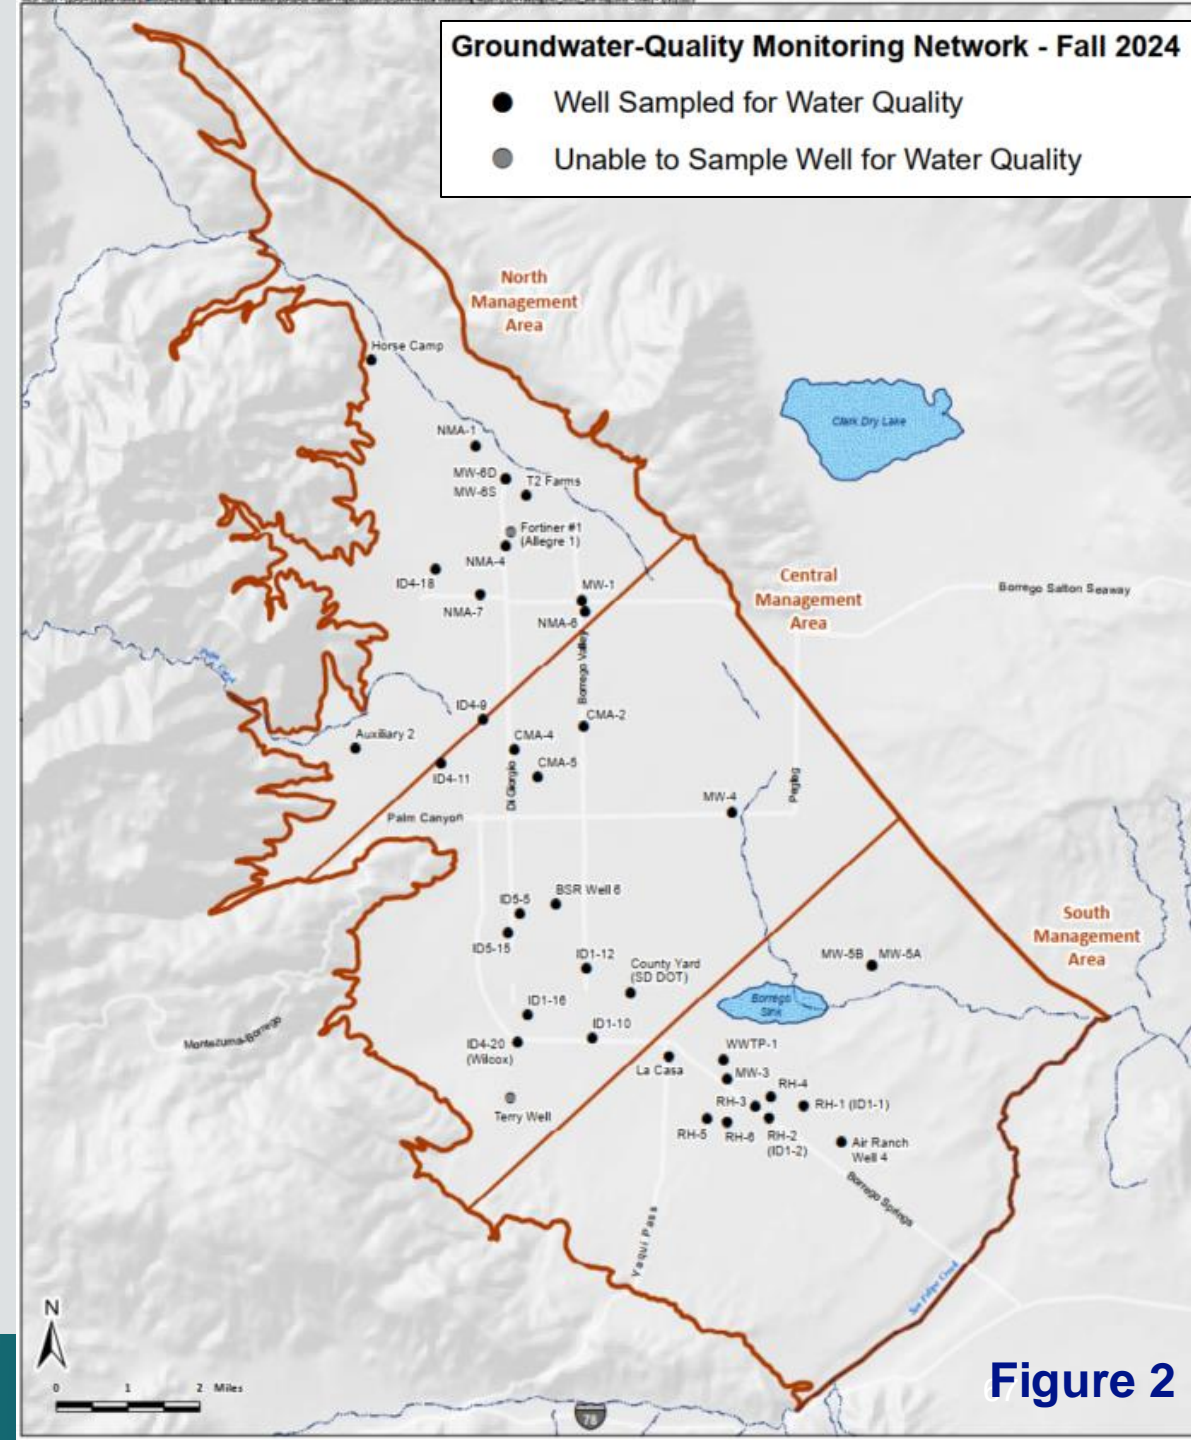 Groundwater-Quality Monitoring Network - Fall 2024
Well Sampled for Water Quality
Unable to Sample Well for Water Quality
North
Management
Area
Horse Camp
Clark Dry Lake
NMA-1
MW-6D
MW-6S
T2 Farms
Fortiner #1
(Allegre 1)
NMA-4
ID4-18
NMA-7
MW-1
NMA-6
Central
Management
Area
Borrego Salton Seaway
Borrego Valley
ID4-9
CMA-2
Auxiliary 2
CMA-4
CMA-5
ID4-11
Di Giorgio
Pegleg
MW-4
Palm Canyon
BSR Well 6
ID5-5
ID5-15
South
Management
Area
ID1-12
County Yard
(SD DOT)
MW-5B
MW-5A
Borrego
Sink
ID1-16
ID1-10
Montezuma-Borrego
ID4-20
(Wilcox)
WWTP-1
La Casa
MW-3
RH-4
RH-3
RH-1 (ID1-1)
Terry Well
RH-5
RH-6
RH-2
(ID1-2)
Air Ranch
Well 4
Borrego Springs
Yaqui Pass
San Felipe Creek
N
0 1 2 Miles
78
Figure 2